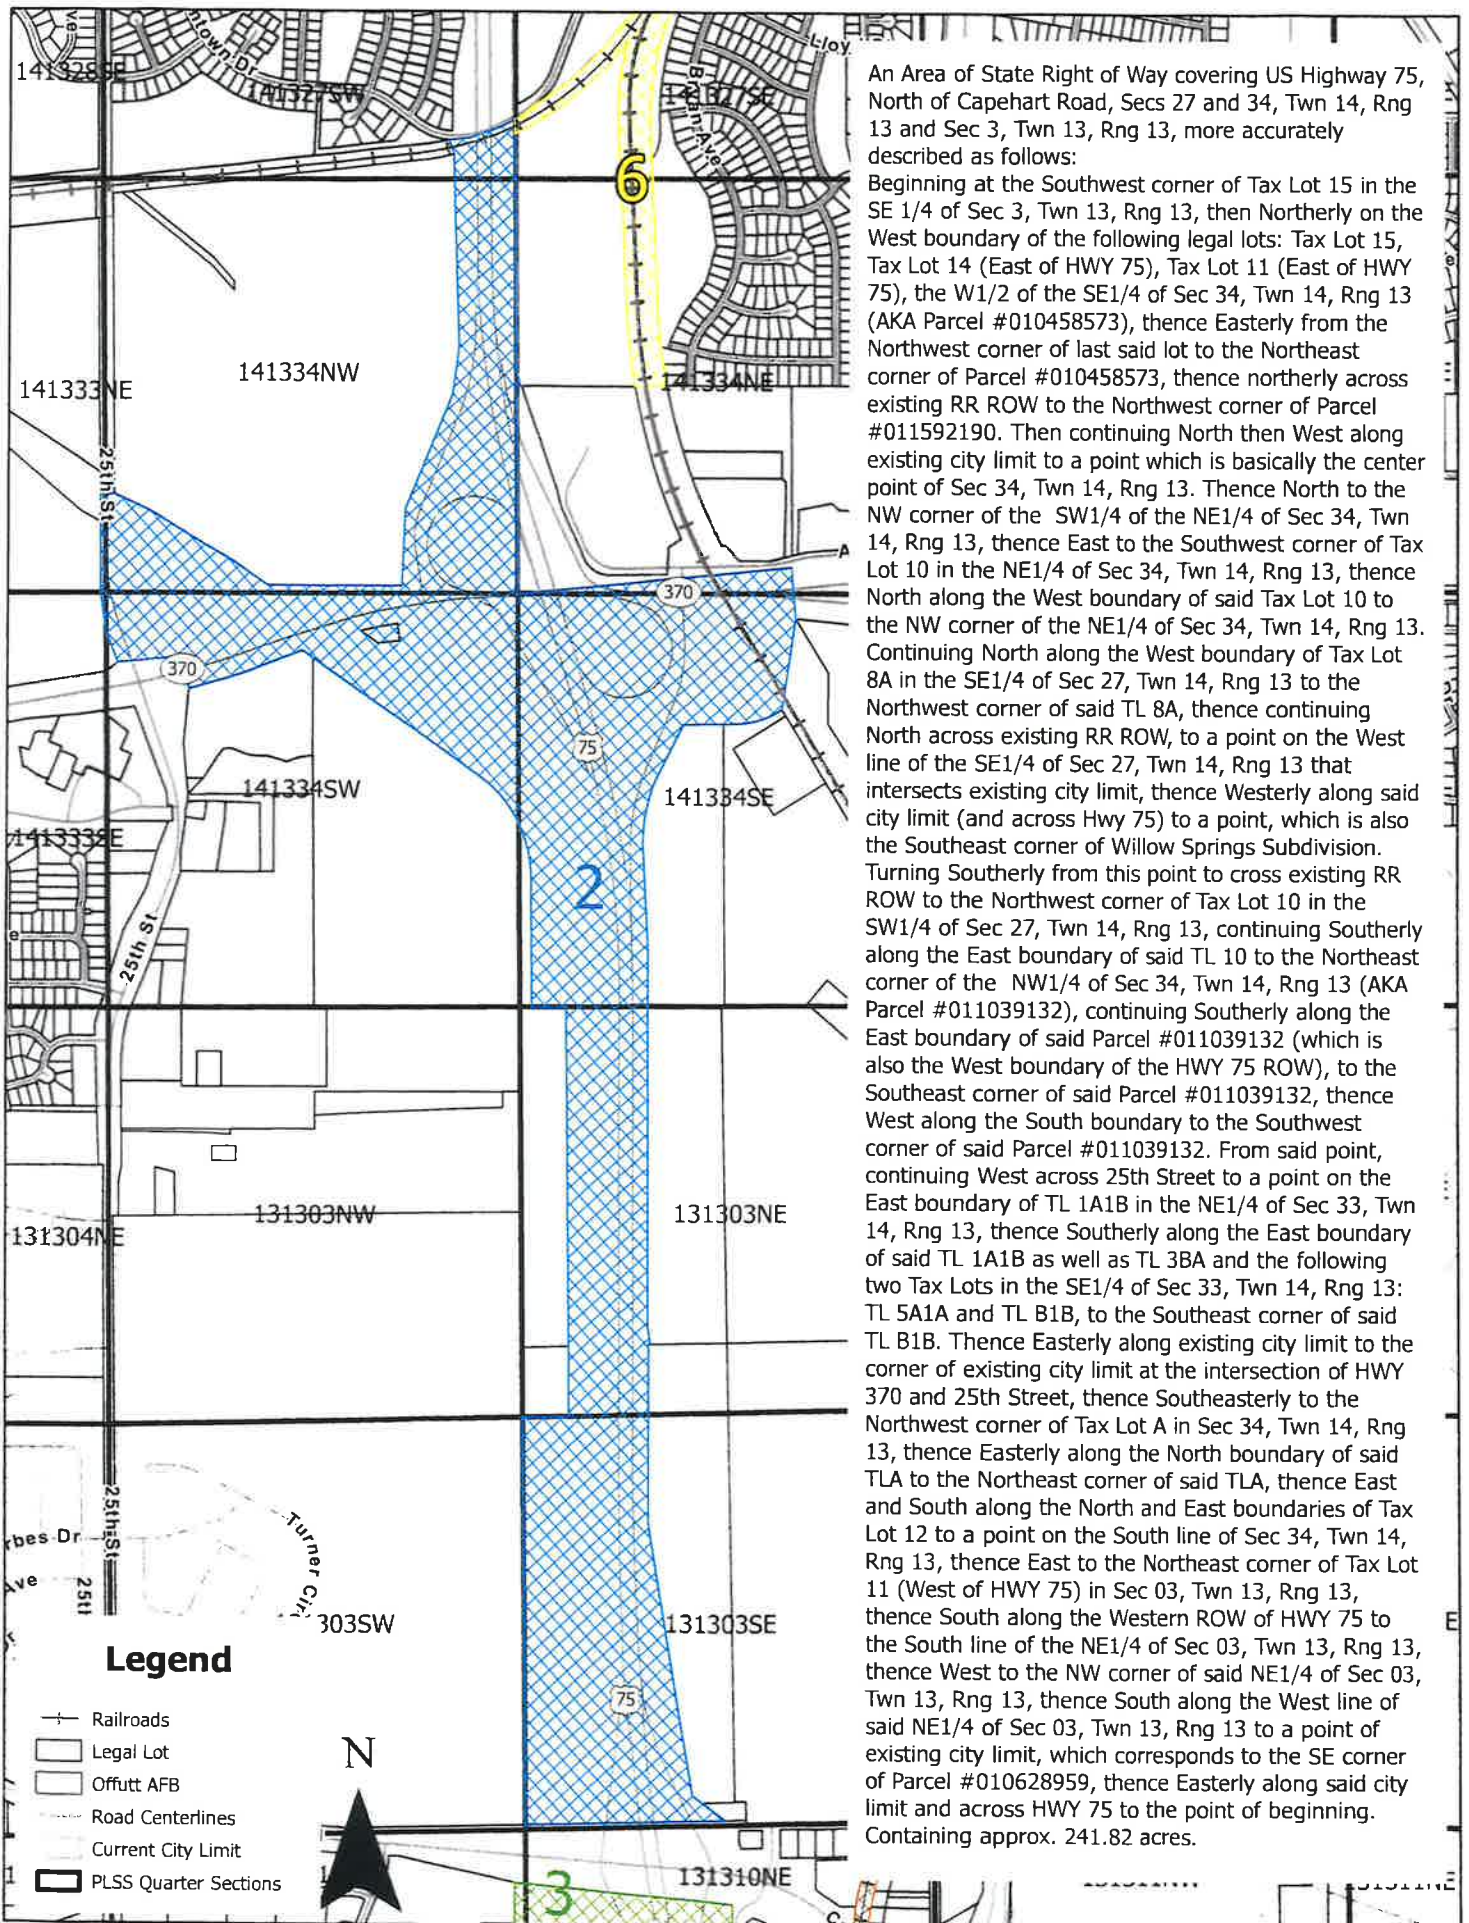 Lloy
141328SE
ntown Dr
141327SW
141327SE
Bryan Ave
6
141333NE
141334NW
141334NE
25th St
A
370
370
75
141334SW
141334SE
141333SE
2
e
25th St
131304NE
131303NW
131303NE
25th St
rbes Dr
Ave
25tl
Turner Cir
303SW
131303SE
75
E
131310NE
3
An Area of State Right of Way covering US Highway 75,
North of Capehart Road, Secs 27 and 34, Twn 14, Rng
13 and Sec 3, Twn 13, Rng 13, more accurately
described as follows:
Beginning at the Southwest corner of Tax Lot 15 in the
SE 1/4 of Sec 3, Twn 13, Rng 13, then Northerly on the
West boundary of the following legal lots: Tax Lot 15,
Tax Lot 14 (East of HWY 75), Tax Lot 11 (East of HWY
75), the W1/2 of the SE1/4 of Sec 34, Twn 14, Rng 13
(AKA Parcel #010458573), thence Easterly from the
Northwest corner of last said lot to the Northeast
corner of Parcel #010458573, thence northerly across
existing RR ROW to the Northwest corner of Parcel
#011592190. Then continuing North then West along
existing city limit to a point which is basically the center
point of Sec 34, Twn 14, Rng 13. Thence North to the
NW corner of the SW1/4 of the NE1/4 of Sec 34, Twn
14, Rng 13, thence East to the Southwest corner of Tax
Lot 10 in the NE1/4 of Sec 34, Twn 14, Rng 13, thence
North along the West boundary of said Tax Lot 10 to
the NW corner of the NE1/4 of Sec 34, Twn 14, Rng 13.
Continuing North along the West boundary of Tax Lot
8A in the SE1/4 of Sec 27, Twn 14, Rng 13 to the
Northwest corner of said TL 8A, thence continuing
North across existing RR ROW, to a point on the West
line of the SE1/4 of Sec 27, Twn 14, Rng 13 that
intersects existing city limit, thence Westerly along said
city limit (and across Hwy 75) to a point, which is also
the Southeast corner of Willow Springs Subdivision.
Turning Southerly from this point to cross existing RR
ROW to the Northwest corner of Tax Lot 10 in the
SW1/4 of Sec 27, Twn 14, Rng 13, continuing Southerly
along the East boundary of said TL 10 to the Northeast
corner of the NW1/4 of Sec 34, Twn 14, Rng 13 (AKA
Parcel #011039132), continuing Southerly along the
East boundary of said Parcel #011039132 (which is
also the West boundary of the HWY 75 ROW), to the
Southeast corner of said Parcel #011039132, thence
West along the South boundary to the Southwest
corner of said Parcel #011039132. From said point,
continuing West across 25th Street to a point on the
East boundary of TL 1A1B in the NE1/4 of Sec 33, Twn
14, Rng 13, thence Southerly along the East boundary
of said TL 1A1B as well as TL 3BA and the following
two Tax Lots in the SE1/4 of Sec 33, Twn 14, Rng 13:
TL 5A1A and TL B1B, to the Southeast corner of said
TL B1B. Thence Easterly along existing city limit to the
corner of existing city limit at the intersection of HWY
370 and 25th Street, thence Southeasterly to the
Northwest corner of Tax Lot A in Sec 34, Twn 14, Rng
13, thence Easterly along the North boundary of said
TLA to the Northeast corner of said TLA, thence East
and South along the North and East boundaries of Tax
Lot 12 to a point on the South line of Sec 34, Twn 14,
Rng 13, thence East to the Northeast corner of Tax Lot
11 (West of HWY 75) in Sec 03, Twn 13, Rng 13,
thence South along the Western ROW of HWY 75 to
the South line of the NE1/4 of Sec 03, Twn 13, Rng 13,
thence West to the NW corner of said NE1/4 of Sec 03,
Twn 13, Rng 13, thence South along the West line of
said NE1/4 of Sec 03, Twn 13, Rng 13 to a point of
existing city limit, which corresponds to the SE corner
of Parcel #010628959, thence Easterly along said city
limit and across HWY 75 to the point of beginning.
Containing approx. 241.82 acres.
Legend
Railroads
Legal Lot
Offutt AFB
Road Centerlines
Current City Limit
PLSS Quarter Sections
N